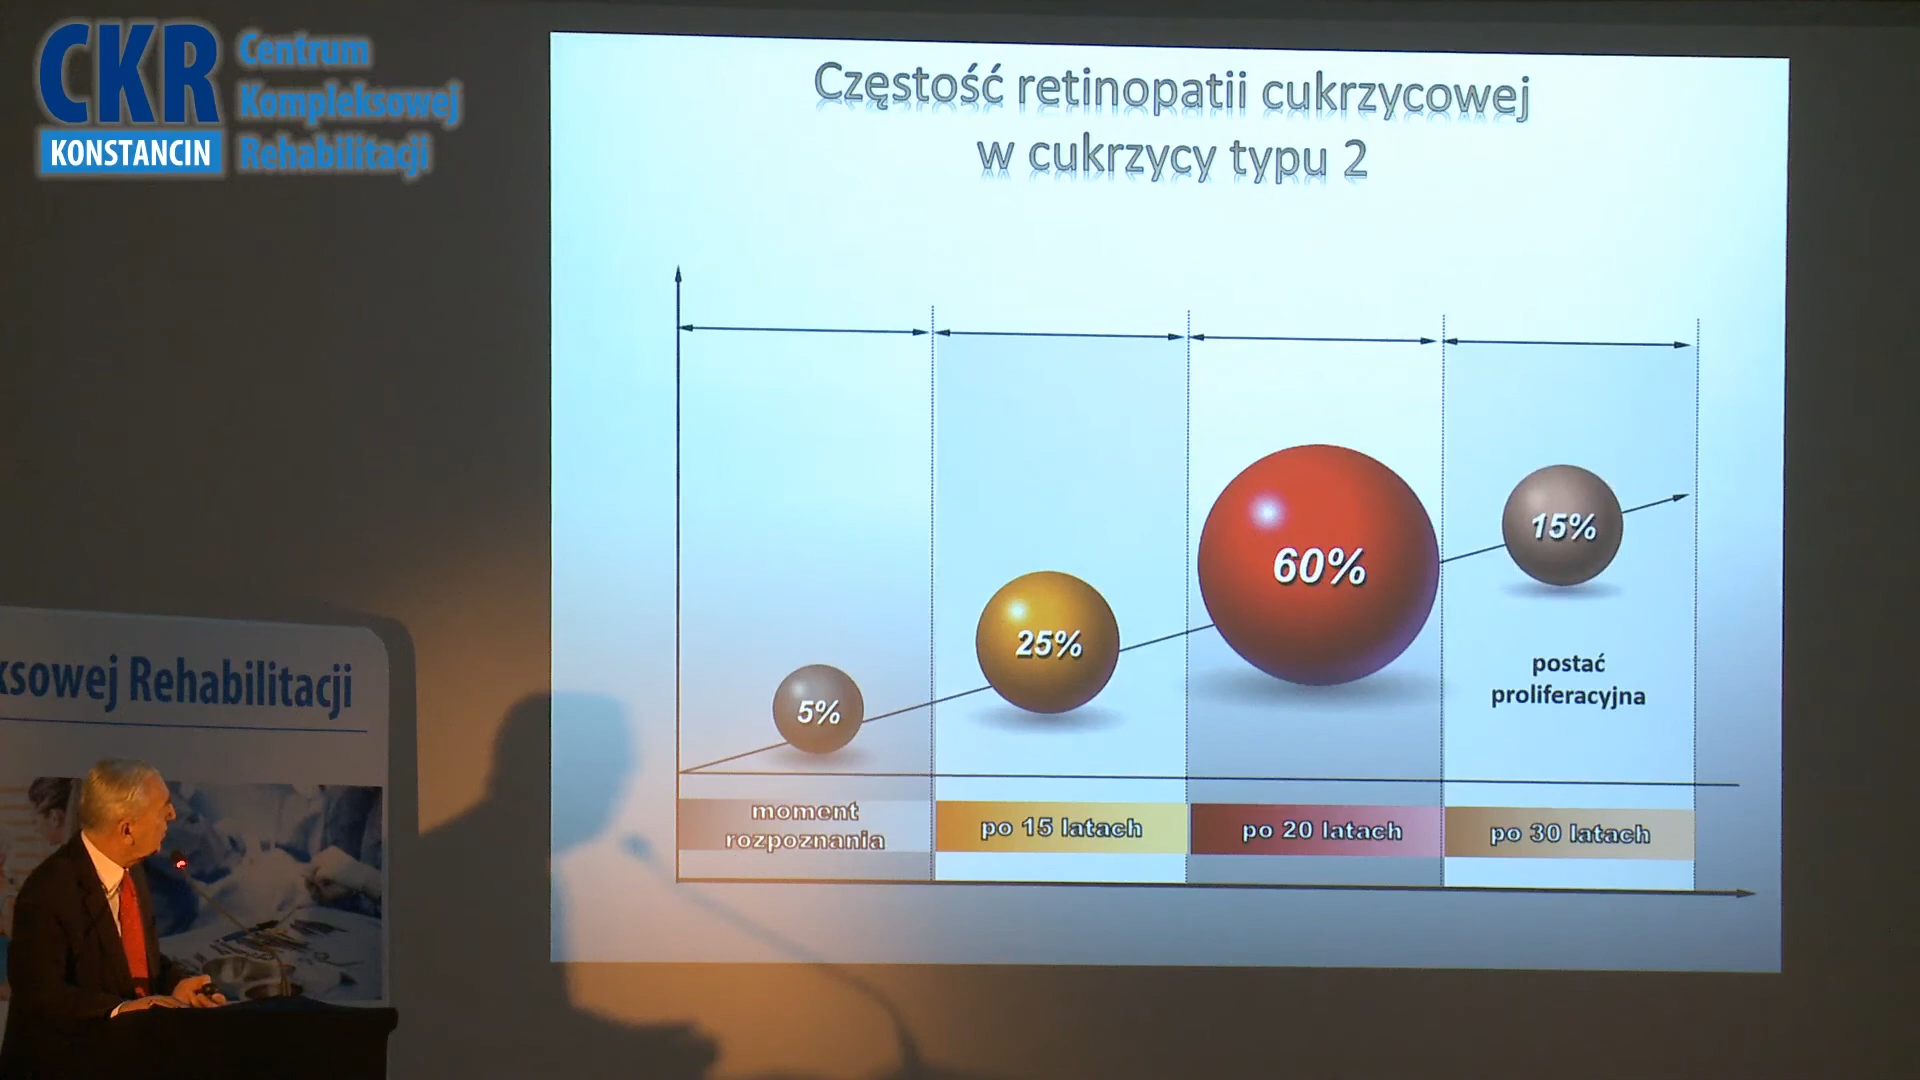 CKR
KONSTANCIN
Centrum
Kompleksowej
Rehabilitacji
Częstość retinopatii cukrzycowej
w cukrzycy typu 2
5%
25%
60%
15%
postać
proliferacyjna
moment
rozpoznania
po 15 latach
po 20 latach
po 30 latach
ksowej Rehabilitacji